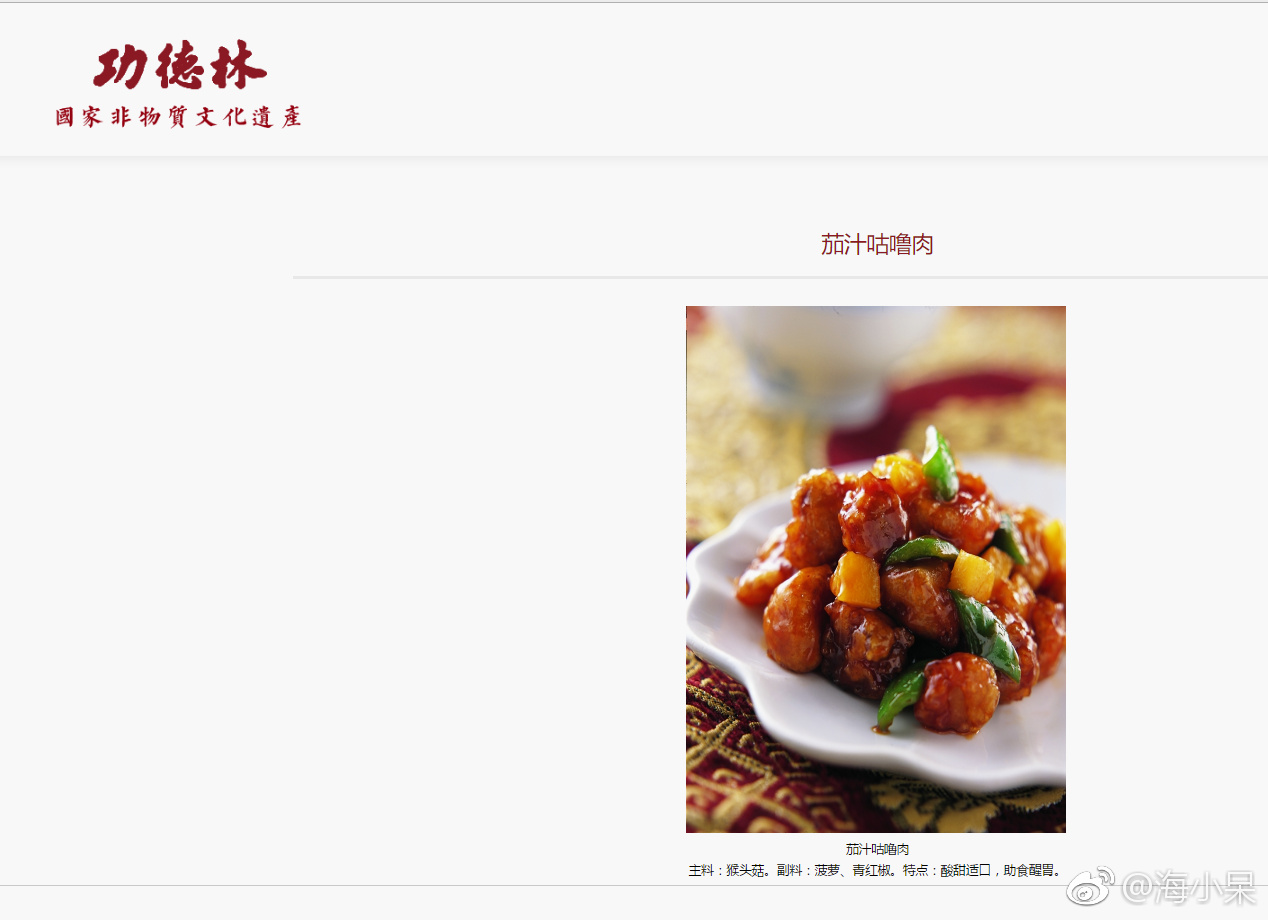 功德林
國家非物質文化遺產
茄汁咕噜肉
茄汁咕噜肉
主料：猴头菇。副料：菠萝、青红椒。特点：酸甜适口，助食醒胃。
@海小呆